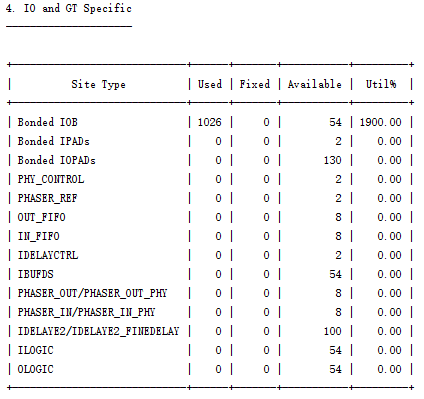 4. IO and GT Specific
---------------------
+-----------------------------+------+-------+-----------+---------+
|          Site Type          | Used | Fixed | Available |  Util%  |
+-----------------------------+------+-------+-----------+---------+
| Bonded IOB                  | 1026 |     0 |        54 | 1900.00 |
| Bonded IPADs                |    0 |     0 |         2 |    0.00 |
| Bonded IOPADs               |    0 |     0 |       130 |    0.00 |
| PHY_CONTROL                 |    0 |     0 |         2 |    0.00 |
| PHASER_REF                  |    0 |     0 |         2 |    0.00 |
| OUT_FIFO                    |    0 |     0 |         8 |    0.00 |
| IN_FIFO                     |    0 |     0 |         8 |    0.00 |
| IDELAYCTRL                  |    0 |     0 |         2 |    0.00 |
| IBUFDS                      |    0 |     0 |        54 |    0.00 |
| PHASER_OUT/PHASER_OUT_PHY   |    0 |     0 |         8 |    0.00 |
| PHASER_IN/PHASER_IN_PHY     |    0 |     0 |         8 |    0.00 |
| IDELAYE2/IDELAYE2_FINEDELAY |    0 |     0 |       100 |    0.00 |
| ILOGIC                      |    0 |     0 |        54 |    0.00 |
| OLOGIC                      |    0 |     0 |        54 |    0.00 |
+-----------------------------+------+-------+-----------+---------+